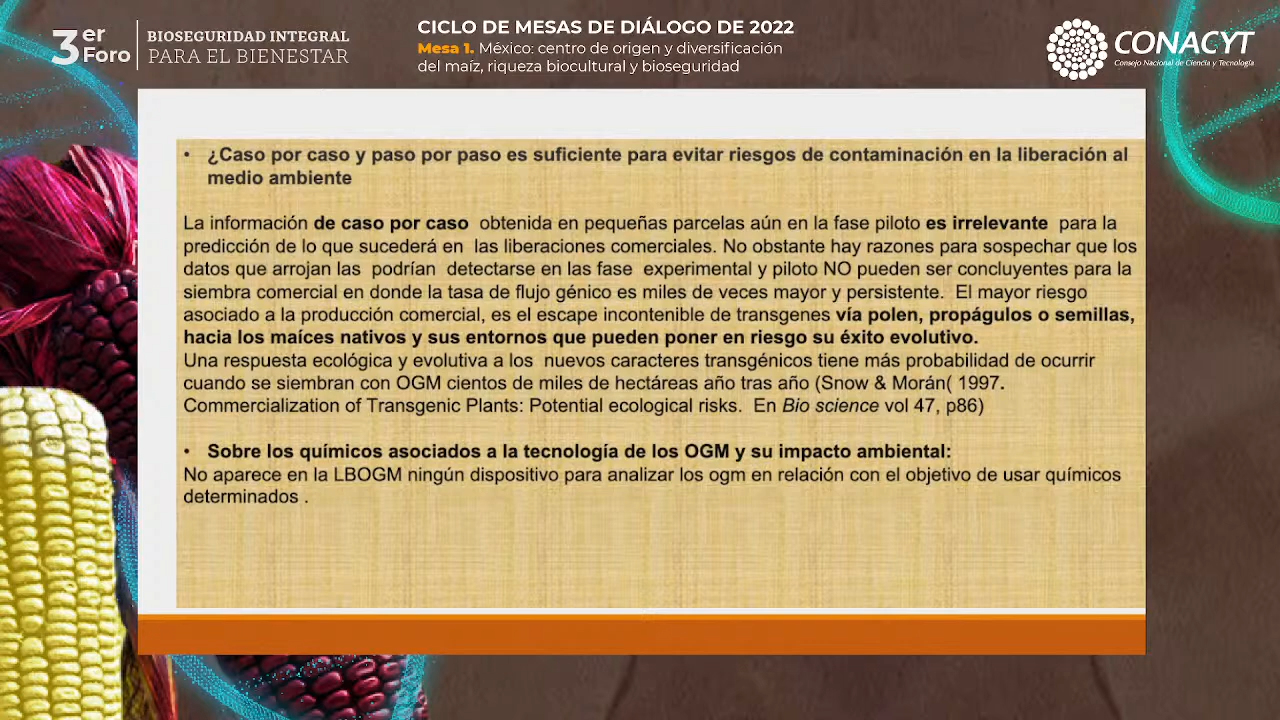 3er Foro
BIOSEGURIDAD INTEGRAL
PARA EL BIENESTAR
CICLO DE MESAS DE DIÁLOGO DE 2022
Mesa 1. México: centro de origen y diversificación
del maíz, riqueza biocultural y bioseguridad
CONACYT
Consejo Nacional de Ciencia y Tecnología
• ¿Caso por caso y paso por paso es suficiente para evitar riesgos de contaminación en la liberación al
medio ambiente
La información de caso por caso obtenida en pequeñas parcelas aún en la fase piloto es irrelevante para la
predicción de lo que sucederá en las liberaciones comerciales. No obstante hay razones para sospechar que los
datos que arrojan las podrían detectarse en las fase experimental y piloto NO pueden ser concluyentes para la
siembra comercial en donde la tasa de flujo génico es miles de veces mayor y persistente. El mayor riesgo
asociado a la producción comercial, es el escape incontenible de transgenes vía polen, propágulos o semillas,
hacia los maíces nativos y sus entornos que pueden poner en riesgo su éxito evolutivo.
Una respuesta ecológica y evolutiva a los nuevos caracteres transgénicos tiene más probabilidad de ocurrir
cuando se siembran con OGM cientos de miles de hectáreas año tras año (Snow & Morán( 1997.
Commercialization of Transgenic Plants: Potential ecological risks. En Bio science vol 47, p86)
• Sobre los químicos asociados a la tecnología de los OGM y su impacto ambiental:
No aparece en la LBOGM ningún dispositivo para analizar los ogm en relación con el objetivo de usar químicos
determinados .